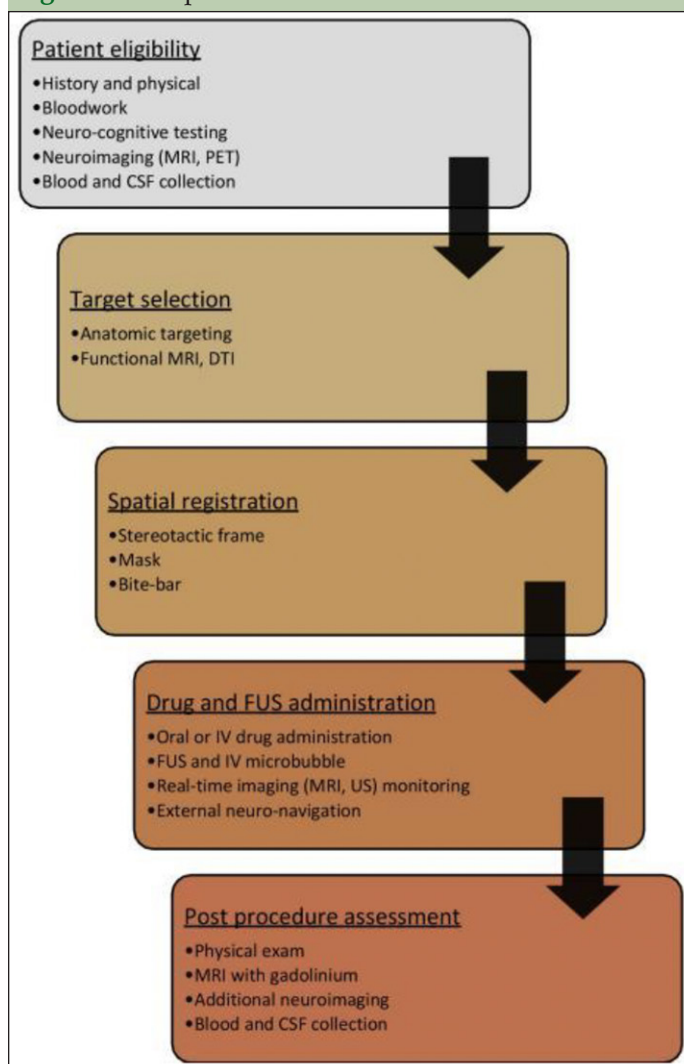 Patient eligibility
•History and physical
•Bloodwork
•Neuro-cognitive testing
•Neuroimaging (MRI, PET)
•Blood and CSF collection
Target selection
•Anatomic targeting
•Functional MRI, DTI
Spatial registration
•Stereotactic frame
•Mask
•Bite-bar
Drug and FUS administration
•Oral or IV drug administration
•FUS and IV microbubble
•Real-time imaging (MRI, US) monitoring
•External neuro-navigation
Post procedure assessment
•Physical exam
•MRI with gadolinium
•Additional neuroimaging
•Blood and CSF collection